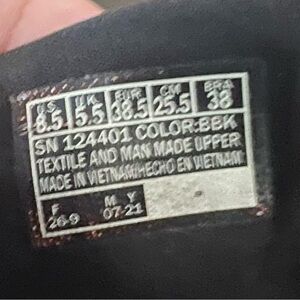 U.S. U.K. EUR CM BRA
8.5 5.5 38.5 25.5 38
SN 124401 COLOR:BBK
TEXTILE AND MAN MADE UPPER
MADE IN VIETNAM/HECHO EN VIETNAM
F M Y
26-9 07-21